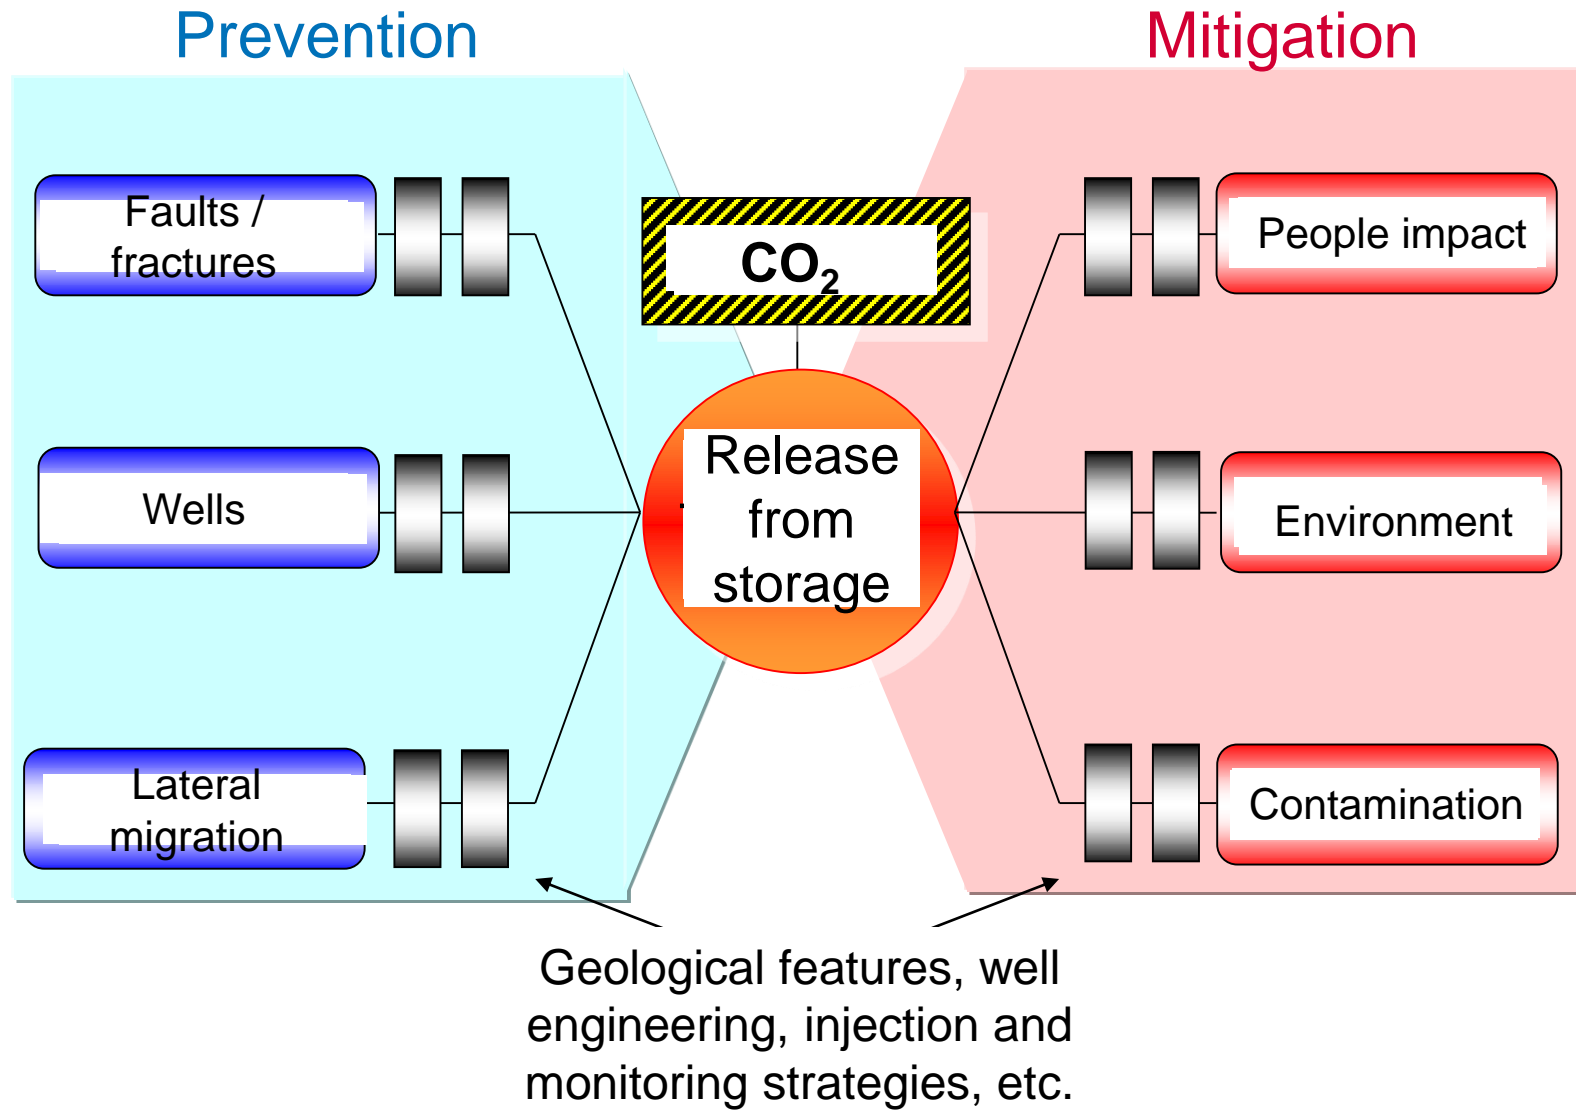 Prevention
Mitigation
Faults /
fractures
CO₂
People impact
Release
from
storage
Wells
Environment
Lateral
migration
Contamination
Geological features, well
engineering, injection and
monitoring strategies, etc.